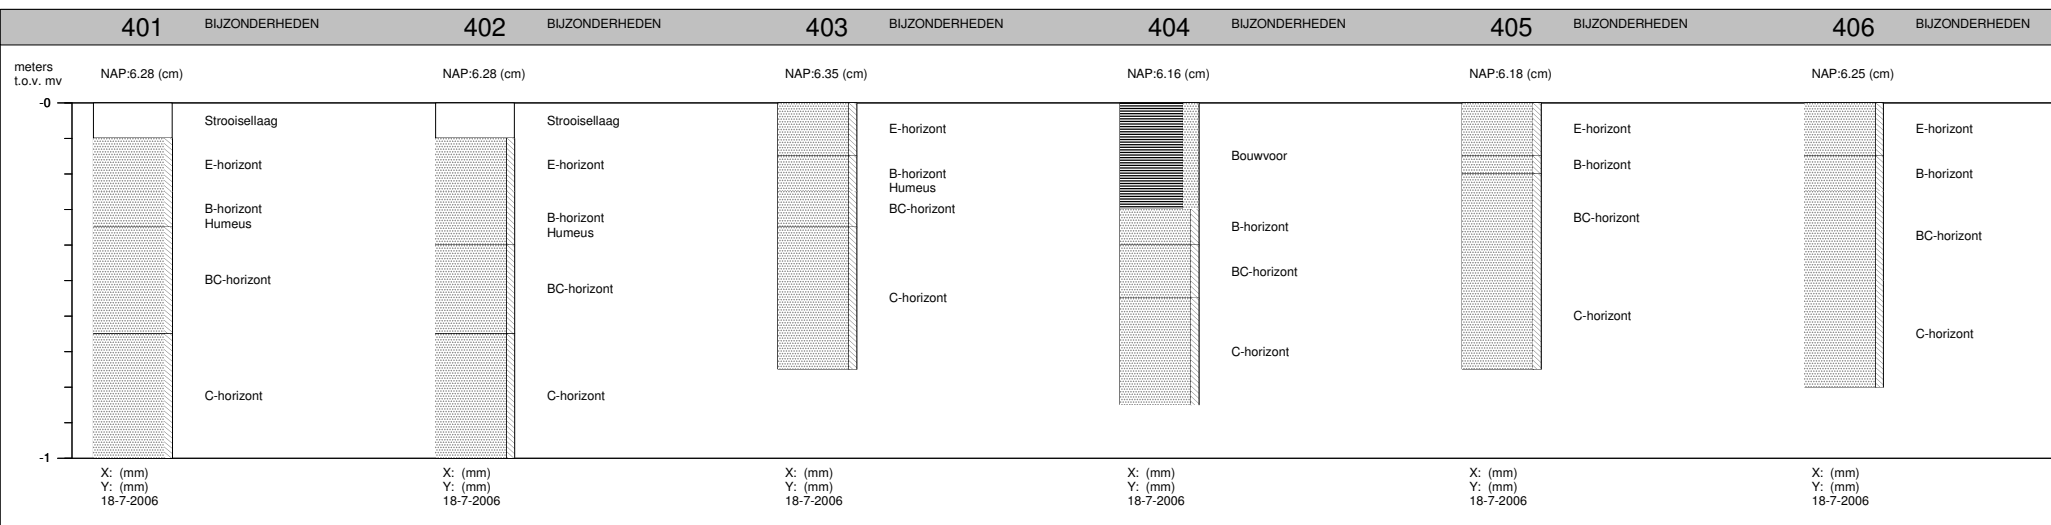 401 BIJZONDERHEDEN 402 BIJZONDERHEDEN 403 BIJZONDERHEDEN 404 BIJZONDERHEDEN 405 BIJZONDERHEDEN 406 BIJZONDERHEDEN
meters
t.o.v. mv
NAP:6.28 (cm) NAP:6.28 (cm) NAP:6.35 (cm) NAP:6.16 (cm) NAP:6.18 (cm) NAP:6.25 (cm)
-0
-1
Strooisellaag
E-horizont
B-horizont
Humeus
BC-horizont
C-horizont
Strooisellaag
E-horizont
B-horizont
Humeus
BC-horizont
C-horizont
E-horizont
B-horizont
Humeus
BC-horizont
C-horizont
Bouwvoor
B-horizont
BC-horizont
C-horizont
E-horizont
B-horizont
BC-horizont
C-horizont
E-horizont
B-horizont
BC-horizont
C-horizont
X: (mm) X: (mm) X: (mm) X: (mm) X: (mm) X: (mm)
Y: (mm) Y: (mm) Y: (mm) Y: (mm) Y: (mm) Y: (mm)
18-7-2006 18-7-2006 18-7-2006 18-7-2006 18-7-2006 18-7-2006